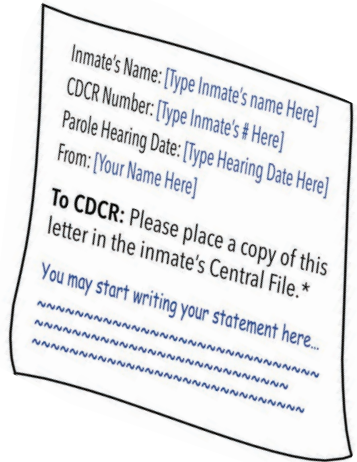 Inmate's Name: [Type Inmate's name Here]
CDCR Number: [Type Inmate's # Here]
Parole Hearing Date: [Type Hearing Date Here]
From: [Your Name Here]
To CDCR: Please place a copy of this
letter in the inmate's Central File.*
You may start writing your statement here...